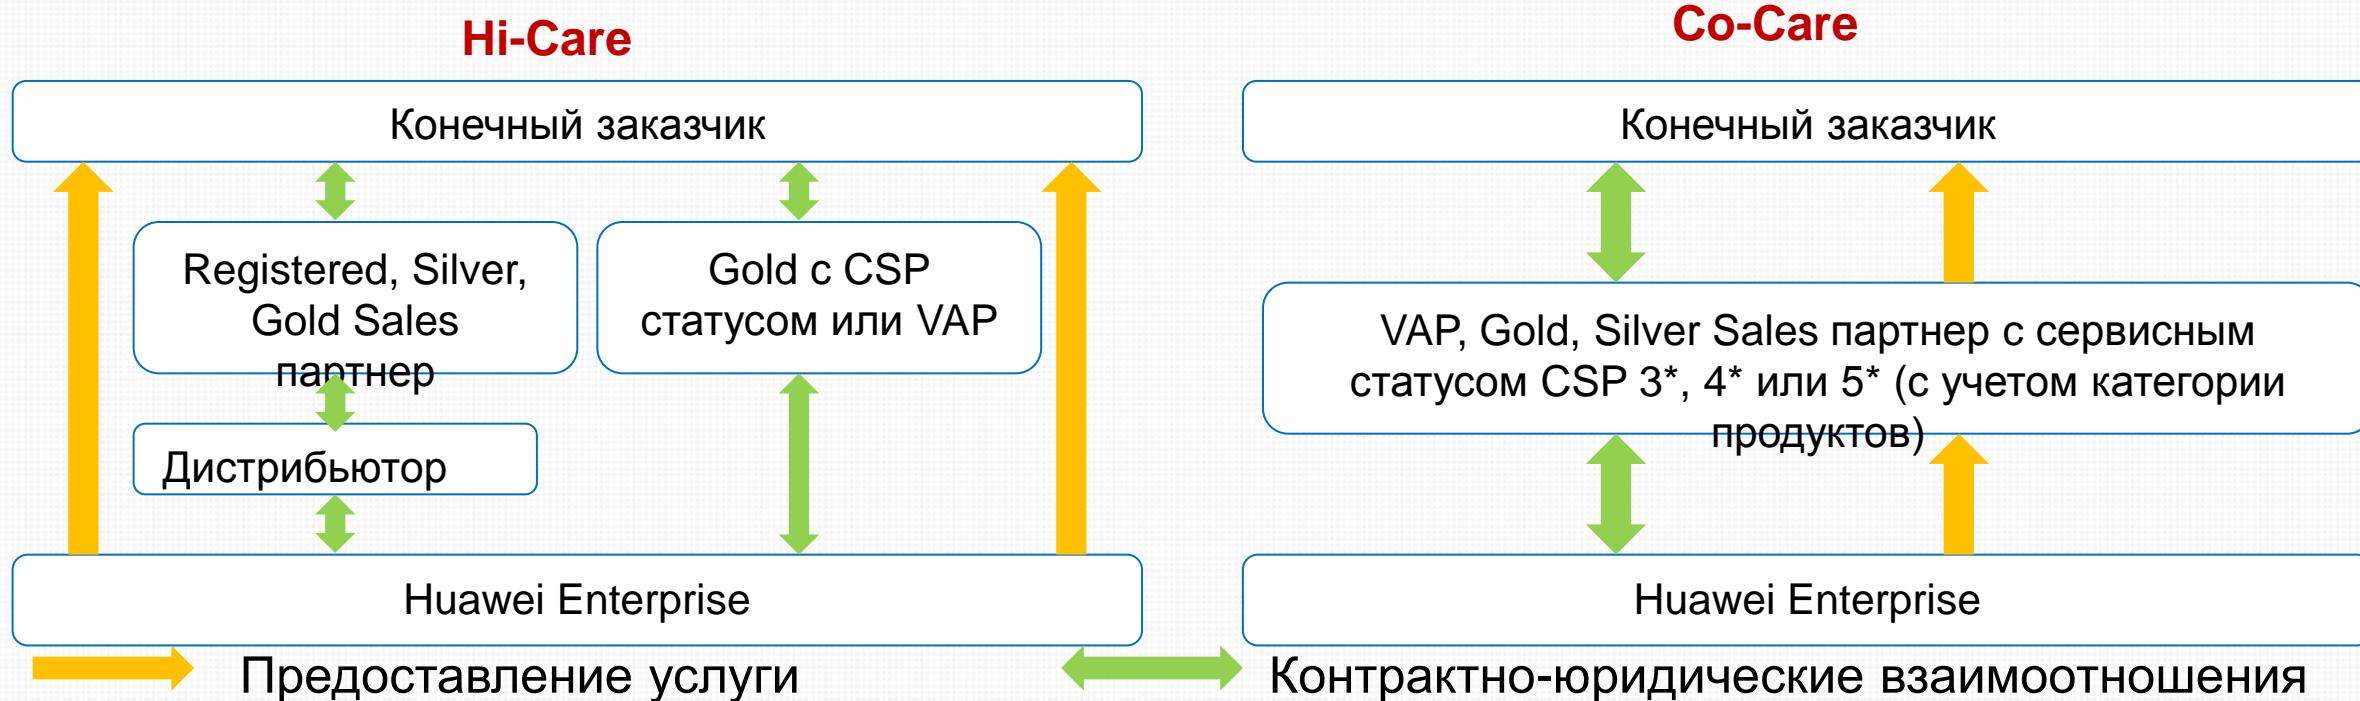 Hi-Care
Конечный заказчик
Registered, Silver,
Gold Sales
партнер
Gold с CSP
статусом или VAP
Дистрибьютор
Huawei Enterprise
Co-Care
Конечный заказчик
VAP, Gold, Silver Sales партнер с сервисным
статусом CSP 3*, 4* или 5* (с учетом категории
продуктов)
Huawei Enterprise
Предоставление услуги
Контрактно-юридические взаимоотношения